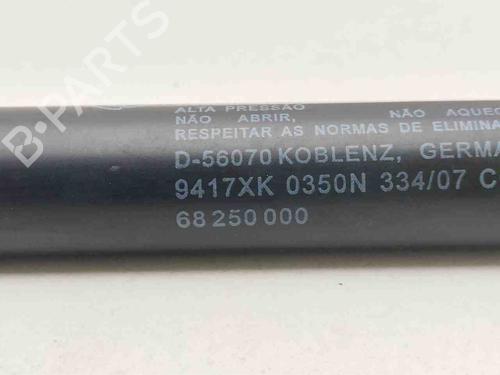 ALTA PRESSÃO
NÃO ABRIR, NÃO AQUE
RESPEITAR AS NORMAS DE ELIMINA
D-56070 KOBLENZ, GERMA
9417XK 0350N 334/07 C
68 250 000
B-PARTS